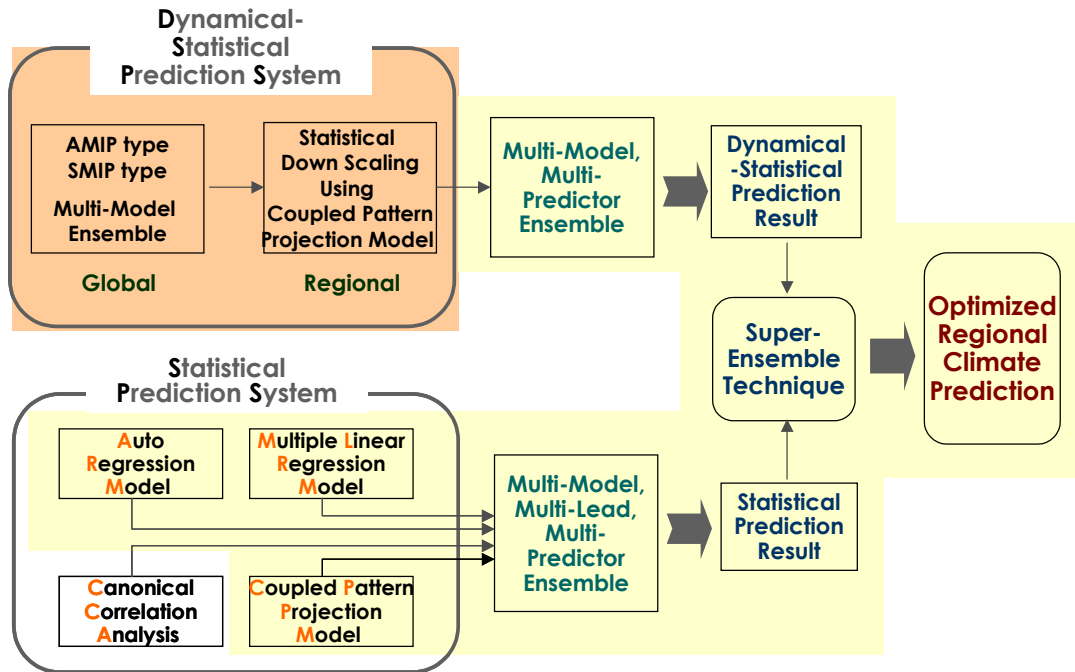 Dynamical-
Statistical
Prediction System
AMIP type
SMIP type
Multi-Model
Ensemble
Global
Statistical
Down Scaling
Using
Coupled Pattern
Projection Model
Regional
Multi-Model,
Multi-
Predictor
Ensemble
Dynamical
-Statistical
Prediction
Result
Super-
Ensemble
Technique
Optimized
Regional
Climate
Prediction
Statistical
Prediction System
Auto
Regression
Model
Multiple Linear
Regression
Model
Canonical
Correlation
Analysis
Coupled Pattern
Projection
Model
Multi-Model,
Multi-Lead,
Multi-
Predictor
Ensemble
Statistical
Prediction
Result